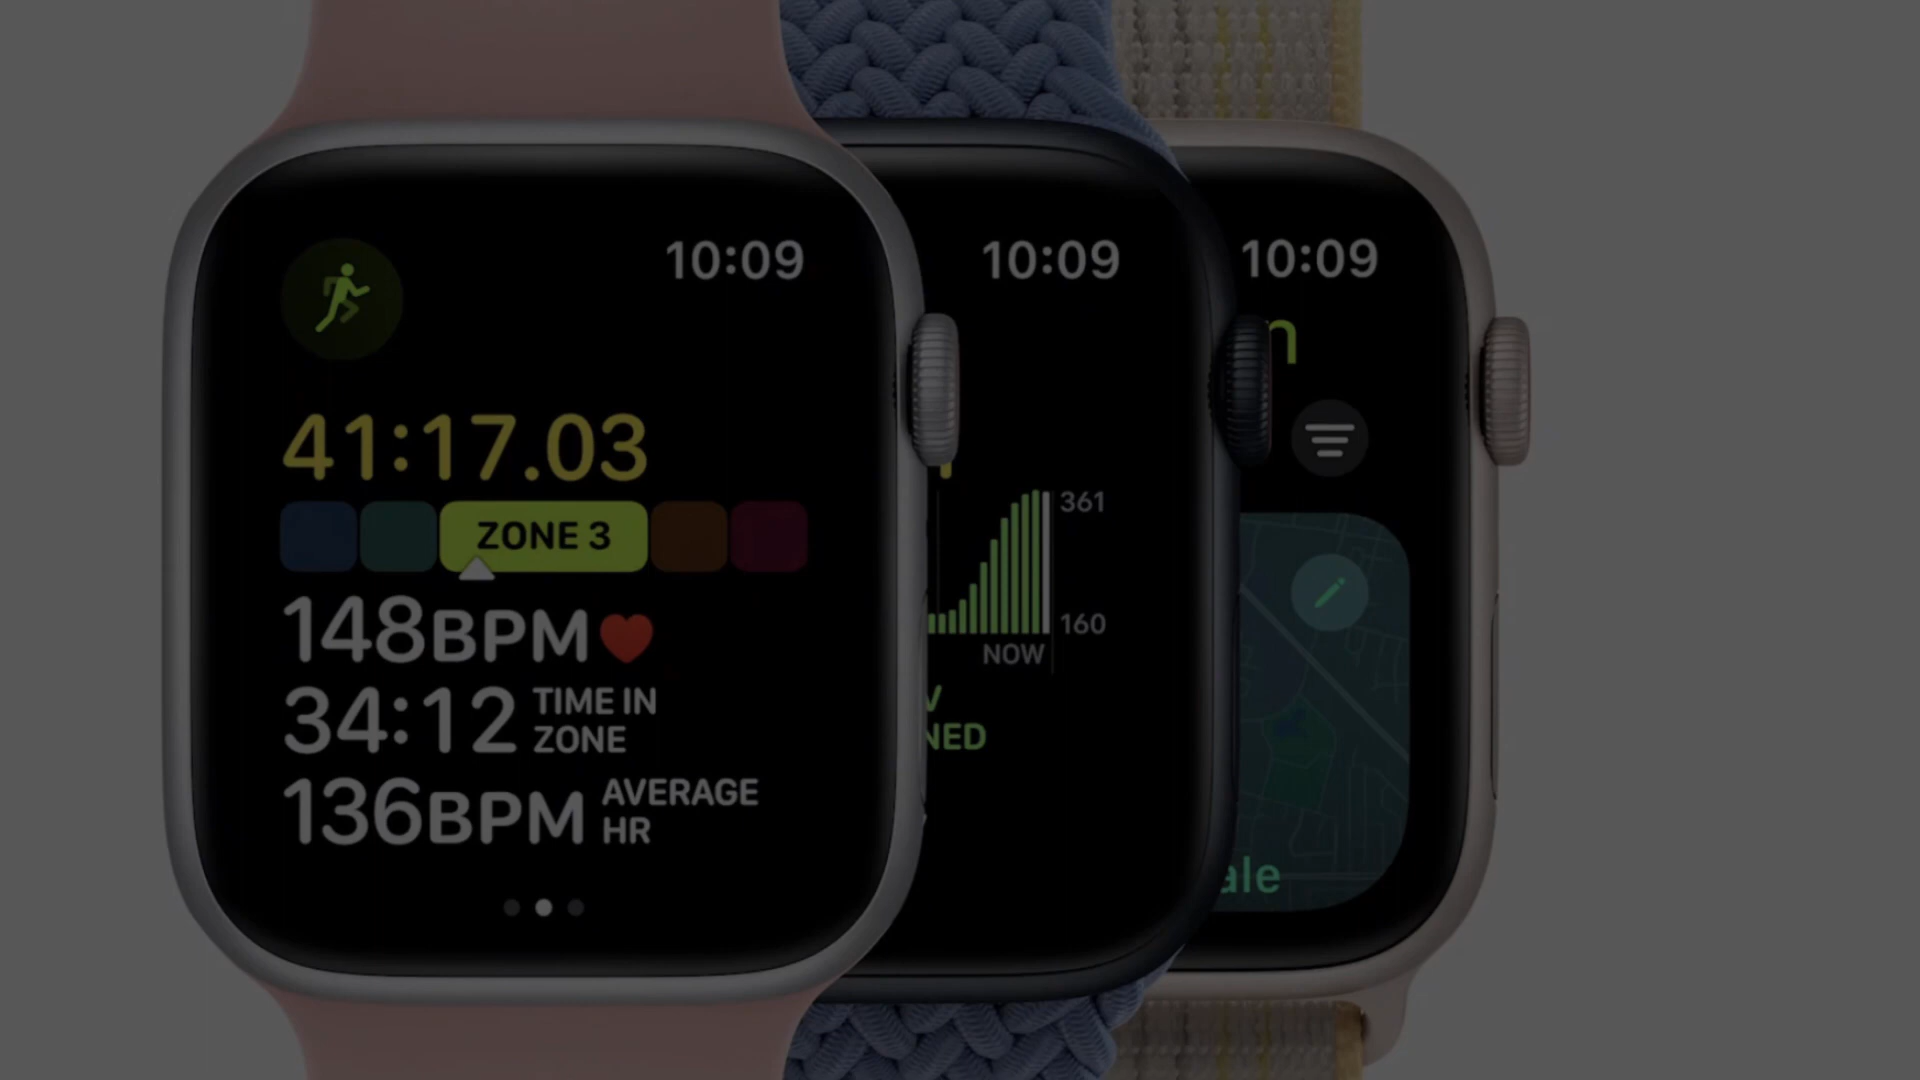 10:09
41:17.03
ZONE 3
148BPM
34:12 TIME IN
ZONE
136BPM AVERAGE
HR
10:09
361
160
NOW
NED
10:09
n
ale